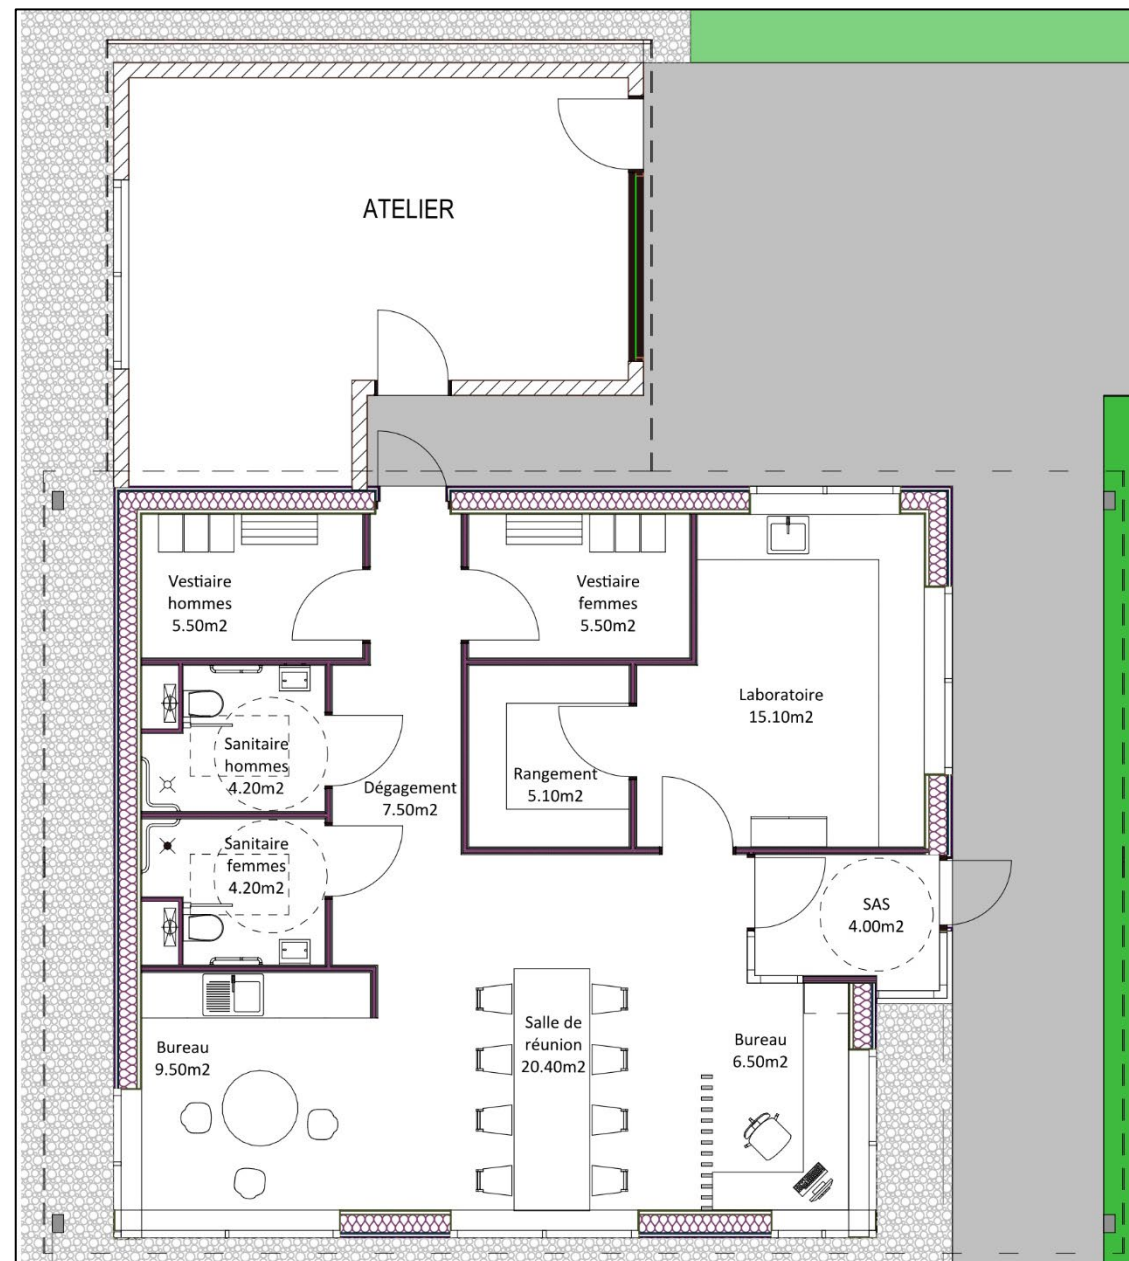 ATELIER
Vestiaire
hommes
5.50m2
Vestiaire
femmes
5.50m2
Laboratoire
15.10m2
Sanitaire
hommes
4.20m2
Dégagement
7.50m2
Rangement
5.10m2
Sanitaire
femmes
4.20m2
SAS
4.00m2
Bureau
9.50m2
Salle de
réunion
20.40m2
Bureau
6.50m2